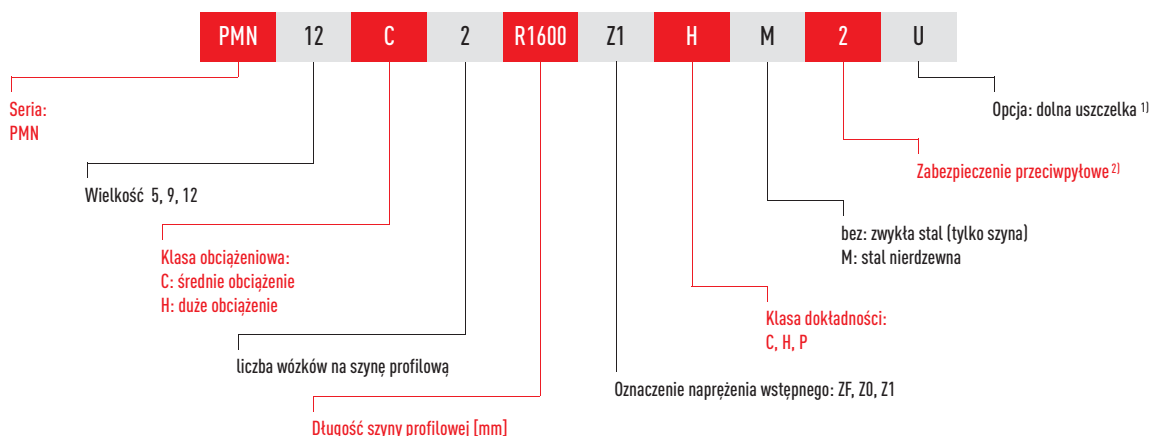 PMN 12 C 2 R1600 Z1 H M 2 U
Seria:
PMN
Opcja: dolna uszczelka 1)
Zabezpieczenie przeciwpyłowe 2)
Wielkość 5, 9, 12
bez: zwykła stal (tylko szyna)
M: stal nierdzewna
Klasa obciążeniowa:
C: średnie obciążenie
H: duże obciążenie
Klasa dokładności:
C, H, P
liczba wózków na szynę profilową
Oznaczenie naprężenia wstępnego: ZF, Z0, Z1
Długość szyny profilowej [mm]